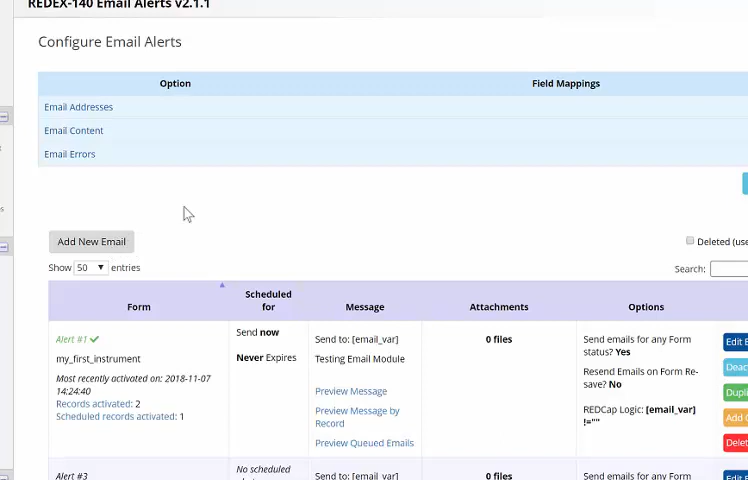 REDEX-140 Email Alerts v2.1.1
Configure Email Alerts
Option Field Mappings
Email Addresses
Email Content
Email Errors
Add New Email
Deleted (use
Show 50 entries
Search:
Form Scheduled for Message Attachments Options
Alert #1
my_first_instrument
Most recently activated on: 2018-11-07
14:24:40
Records activated: 2
Scheduled records activated: 1
Send now
Never Expires
Send to: [email_var]
Testing Email Module
Preview Message
Preview Message by
Record
Preview Queued Emails
0 files
Send emails for any Form
status? Yes
Resend Emails on Form Re-
save? No
REDCap Logic: [email_var]
!=""
Edit E
Deac
Dupli
Add
Delet
Alert #3
No scheduled
Send to: [email_var]
0 files
Send emails for any Form
Edit E